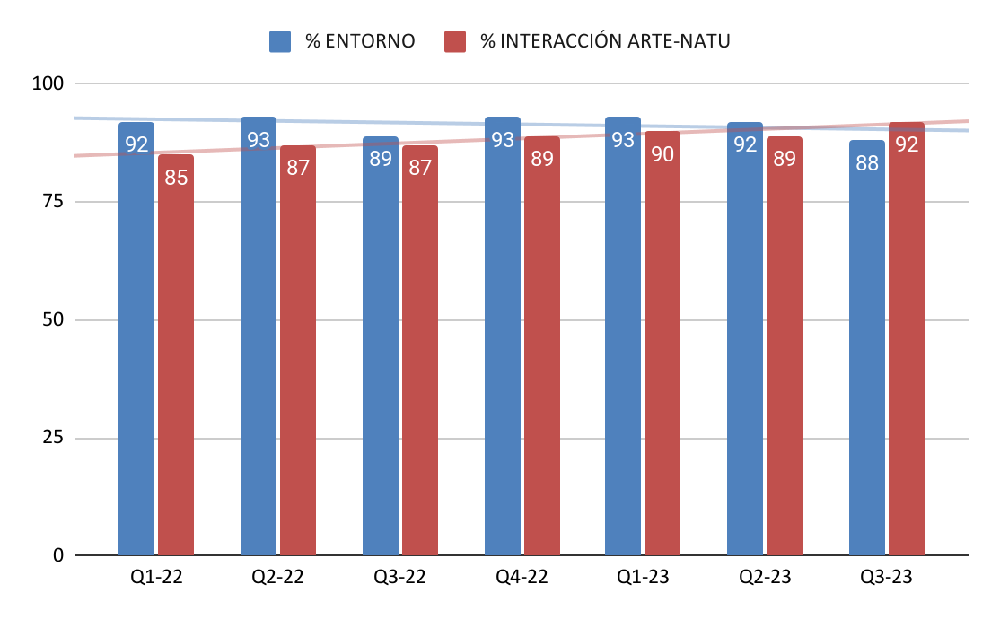 % ENTORNO % INTERACCIÓN ARTE-NATU
100
75
50
25
0
92 85 93 87 89 87 93 89 93 90 92 89 88 92
Q1-22 Q2-22 Q3-22 Q4-22 Q1-23 Q2-23 Q3-23